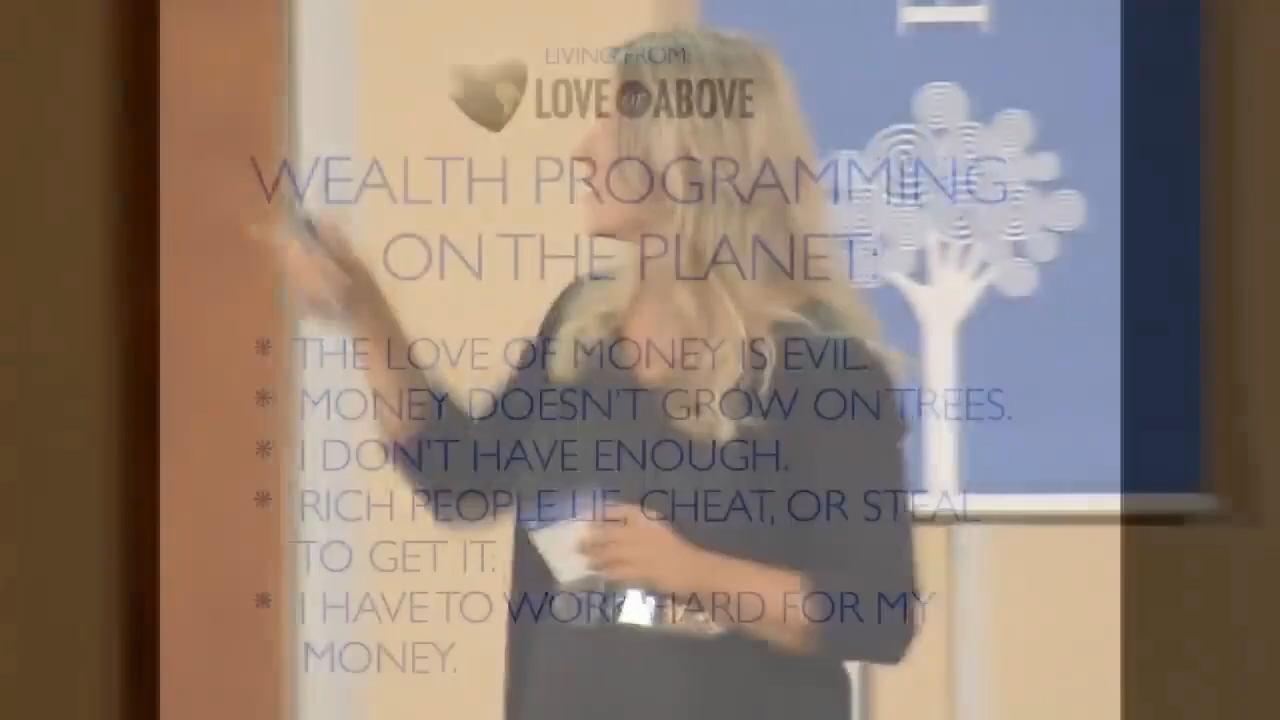 LIVING FROM:
LOVE or ABOVE
WEALTH PROGRAMMING
ON THE PLANET:
* THE LOVE OF MONEY IS EVIL.
* MONEY DOESN'T GROW ON TREES.
* I DON'T HAVE ENOUGH.
* RICH PEOPLE LIE, CHEAT, OR STEAL
TO GET IT.
* I HAVE TO WORK HARD FOR MY
MONEY.